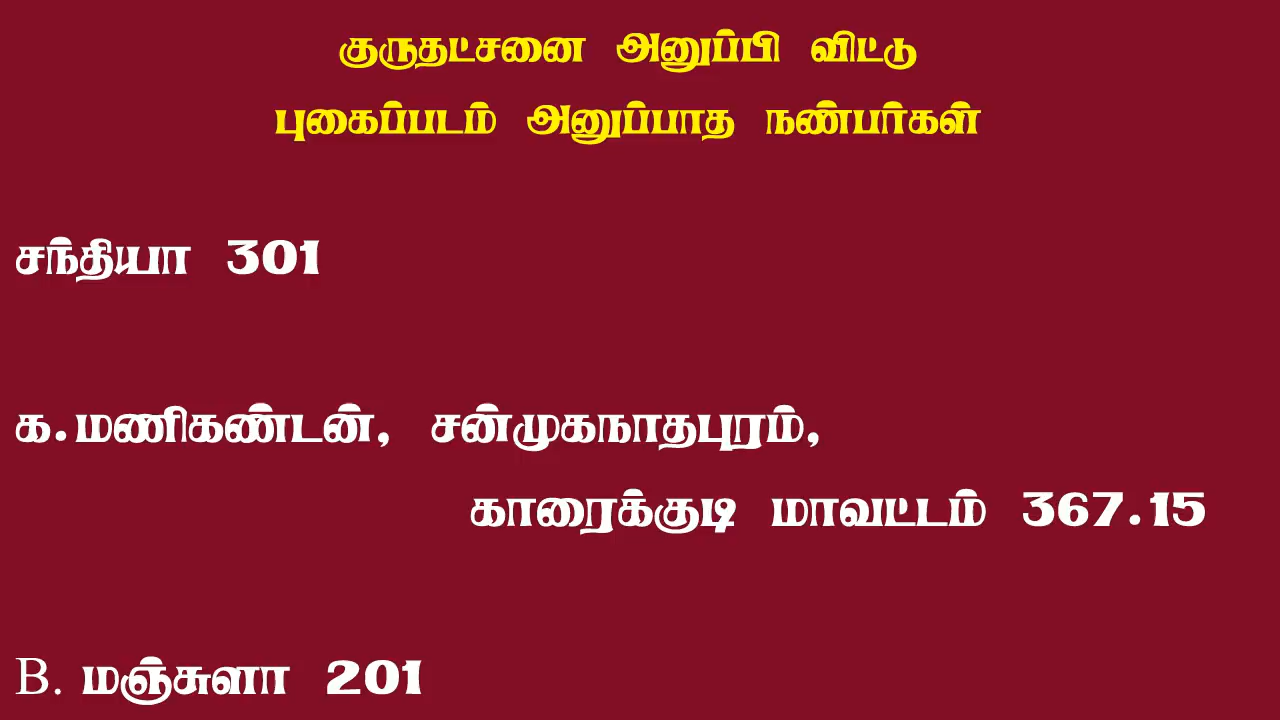 குருதட்சனை அனுப்பி விட்டு
புகைப்படம் அனுப்பாத நண்பர்கள்
சந்தியா 301
க.மணிகண்டன், சன்முகநாதபுரம்,
காரைக்குடி மாவட்டம் 367.15
B. மஞ்சுளா 201